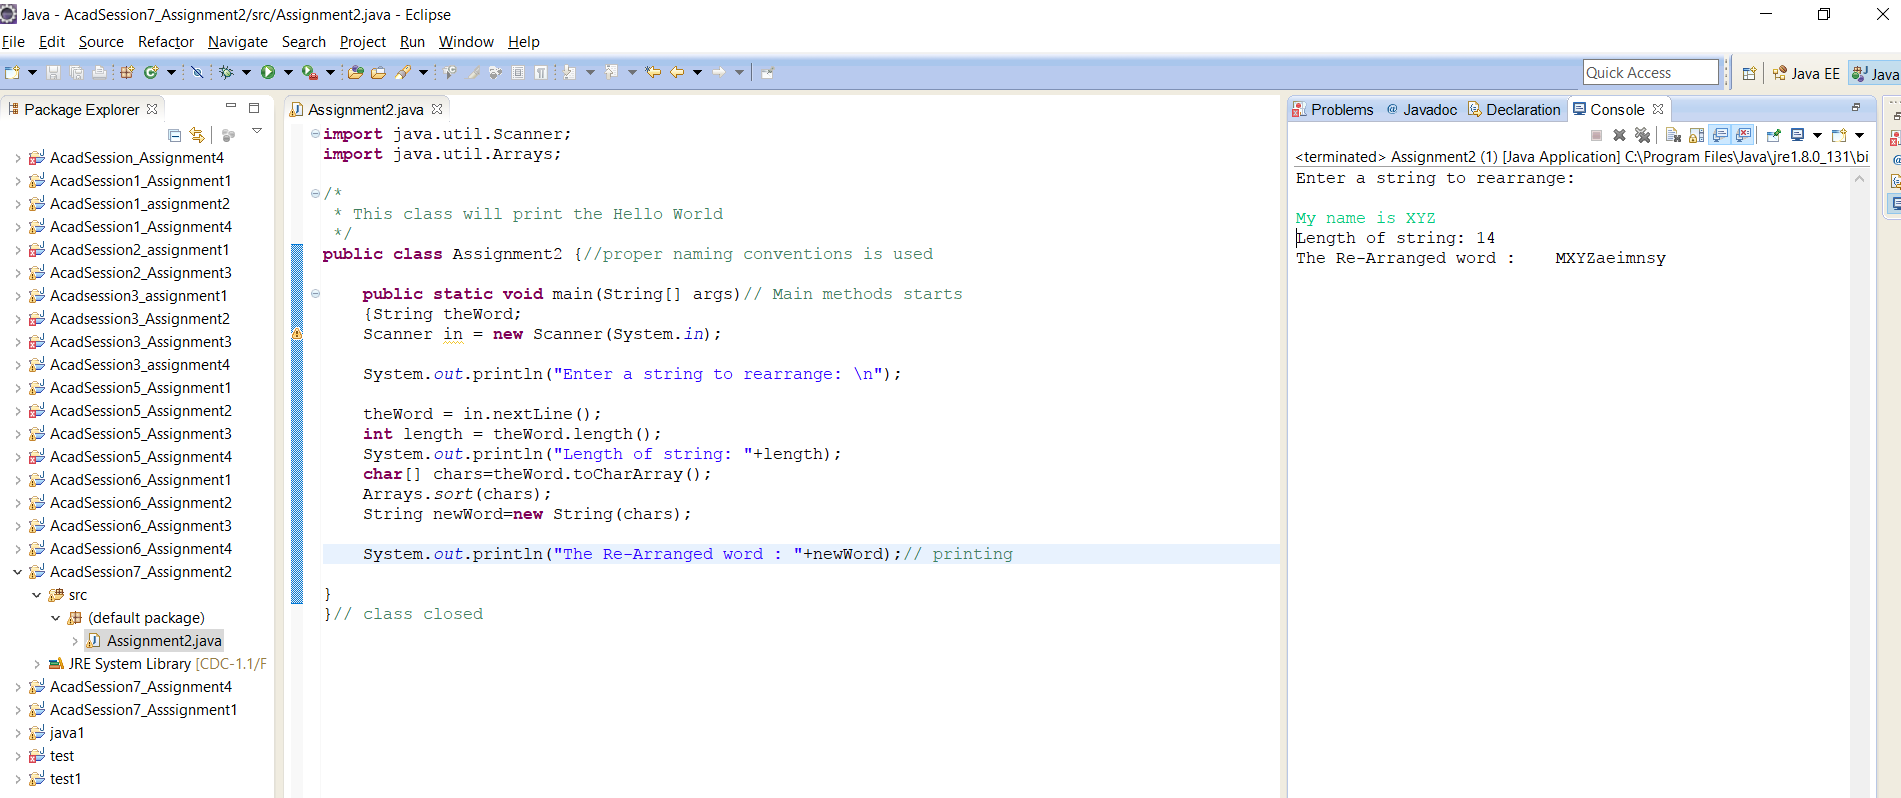 Java - AcadSession7_Assignment2/src/Assignment2.java - Eclipse
File Edit Source Refactor Navigate Search Project Run Window Help
Quick Access
Java EE
Java
Package Explorer
AcadSession_Assignment4
AcadSession1_Assignment1
AcadSession1_assignment2
AcadSession1_Assignment4
AcadSession2_assignment1
AcadSession2_Assignment3
Acadsession3_assignment1
Acadsession3_Assignment2
AcadSession3_Assignment3
AcadSession3_assignment4
AcadSession5_Assignment1
AcadSession5_Assignment2
AcadSession5_Assignment3
AcadSession5_Assignment4
AcadSession6_Assignment1
AcadSession6_Assignment2
AcadSession6_Assignment3
AcadSession6_Assignment4
AcadSession7_Assignment2
src
(default package)
Assignment2.java
JRE System Library [CDC-1.1/F
AcadSession7_Assignment4
AcadSession7_Asssignment1
java1
test
test1
Assignment2.java
import java.util.Scanner;
import java.util.Arrays;
/*
* This class will print the Hello World
*/
public class Assignment2 {//proper naming conventions is used
public static void main(String[] args)// Main methods starts
{String theWord;
Scanner in = new Scanner(System.in);
System.out.println("Enter a string to rearrange: \n");
theWord = in.nextLine();
int length = theWord.length();
System.out.println("Length of string: "+length);
char[] chars=theWord.toCharArray();
Arrays.sort(chars);
String newWord=new String(chars);
System.out.println("The Re-Arranged word : "+newWord);// printing
}
}// class closed
Problems @ Javadoc Declaration Console
<terminated> Assignment2 (1) [Java Application] C:\Program Files\Java\jre1.8.0_131\bi
Enter a string to rearrange:
My name is XYZ
Length of string: 14
The Re-Arranged word :    MXYZaeimnsy